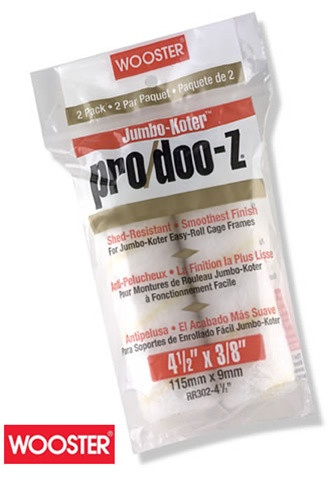 WOOSTER
2 Pack • 2 Par Paquet • Paquete de 2
Jumbo-Koter™
pro/doo-z®
Shed-Resistant • Smoothest Finish
For Jumbo-Koter Easy-Roll Cage Frames
Anti-Pelucheux • La Finition la Plus Lisse
Pour Montures de Rouleau Jumbo-Koter
à Fonctionnement Facile
Antipelusa • El Acabado Más Suave
Para Soportes de Enrollado Fácil Jumbo-Koter
4½" x 3/8"
115mm x 9mm
RR302-4½
WOOSTER